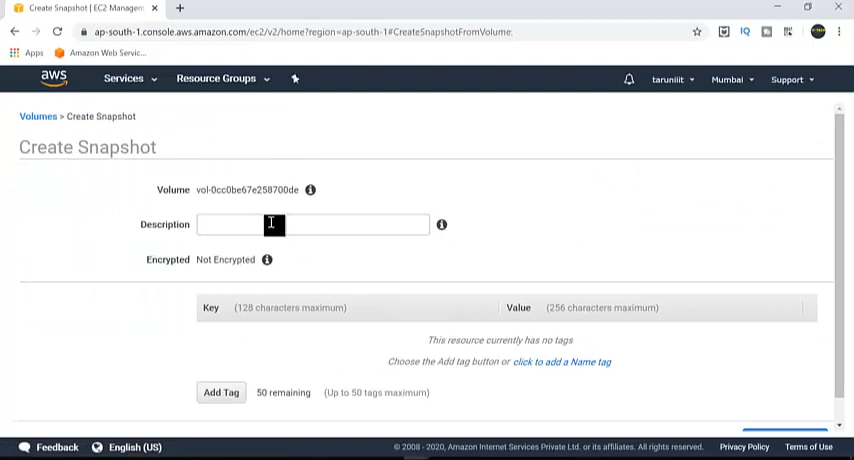 Create Snapshot | EC2 Managem
ap-south-1.console.aws.amazon.com/ec2/v2/home?region=ap-south-1#CreateSnapshotFromVolume:
IQ
Apps Amazon Web Servic...
aws Services Resource Groups taruniiit Mumbai Support
Volumes > Create Snapshot
Create Snapshot
Volume vol-0cc0be67e258700de
Description
Encrypted Not Encrypted
Key (128 characters maximum) Value (256 characters maximum)
This resource currently has no tags
Choose the Add tag button or click to add a Name tag
Add Tag 50 remaining (Up to 50 tags maximum)
Feedback English (US) © 2008 - 2020, Amazon Internet Services Private Ltd. or its affiliates. All rights reserved. Privacy Policy Terms of Use